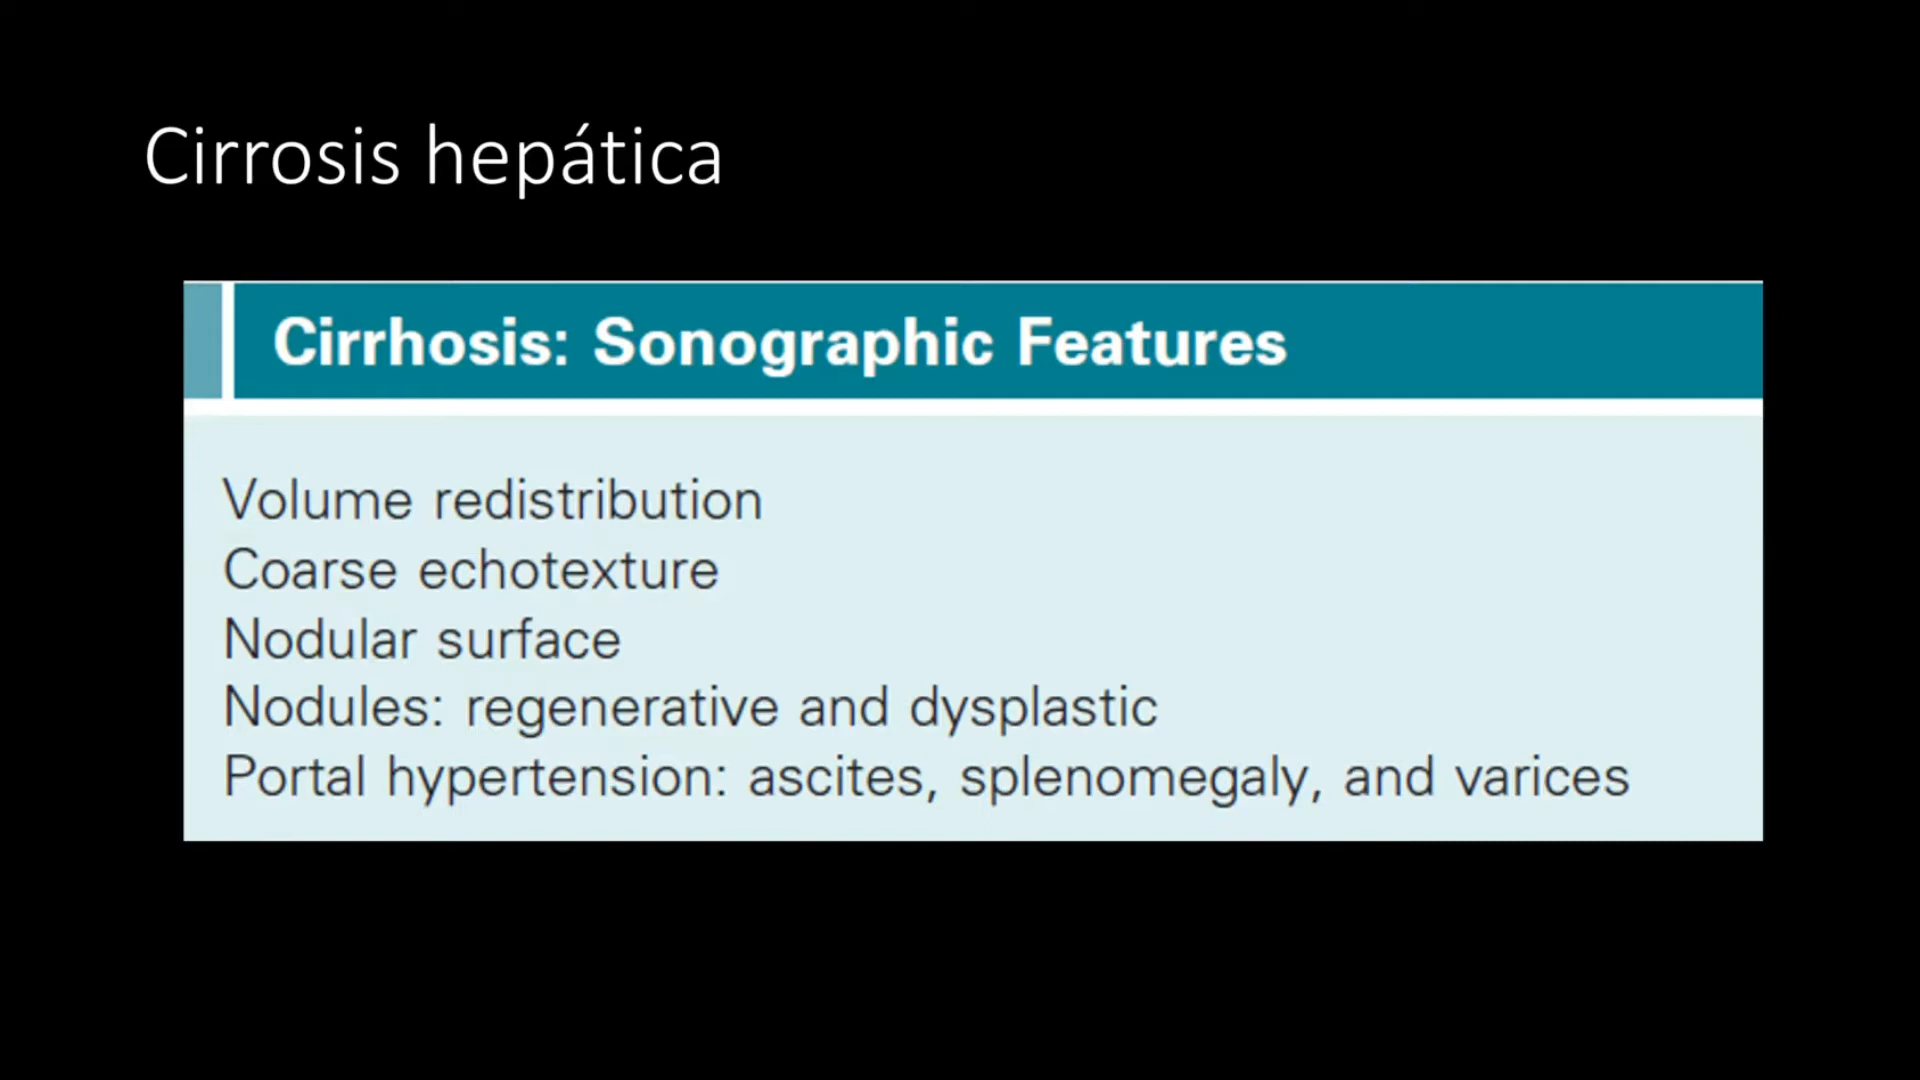 Cirrosis hepática
Cirrhosis: Sonographic Features
Volume redistribution
Coarse echotexture
Nodular surface
Nodules: regenerative and dysplastic
Portal hypertension: ascites, splenomegaly, and varices